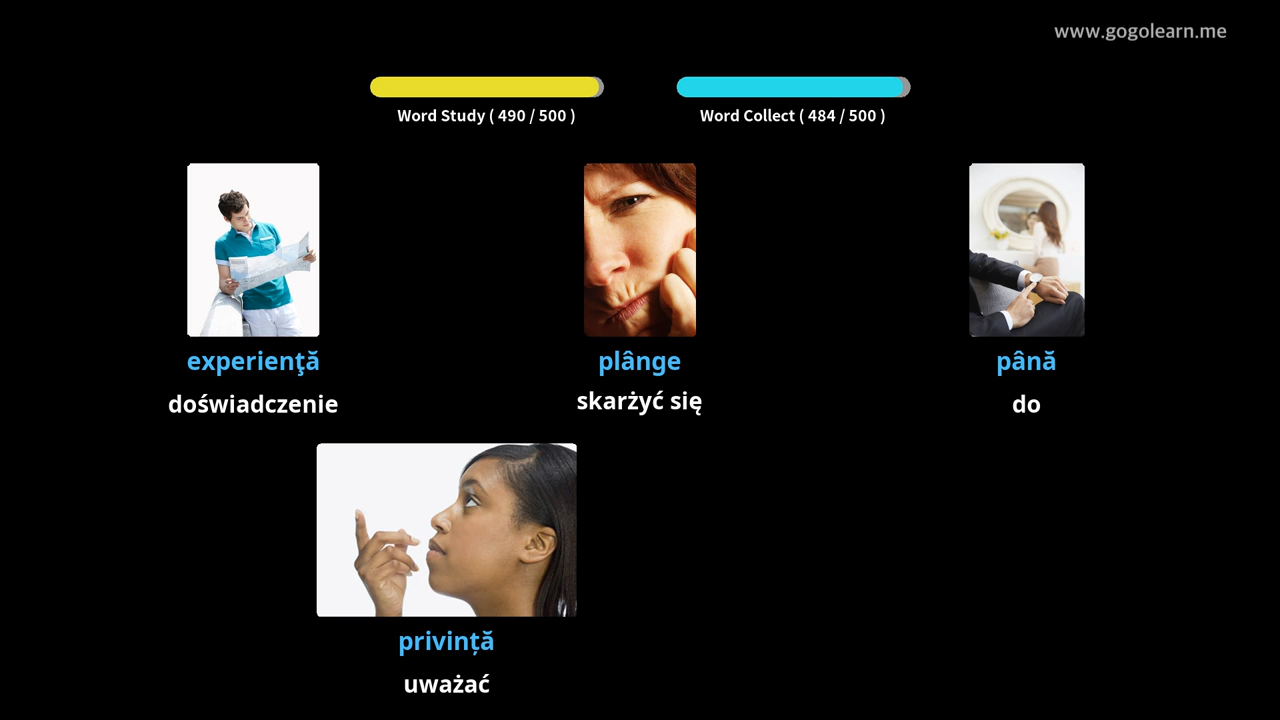 www.gogolearn.me
Word Study ( 490 / 500 )
Word Collect ( 484 / 500 )
experienţă
doświadczenie
plânge
skarżyć się
până
do
privință
uważać